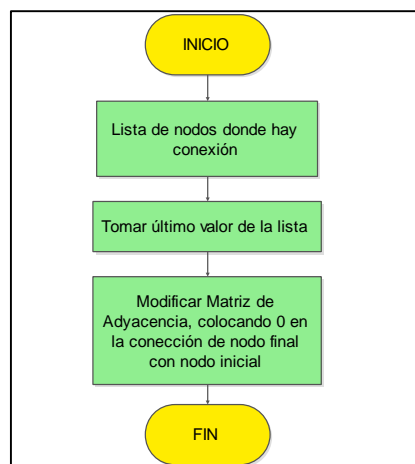 INICIO
Lista de nodos donde hay
conexión
Tomar último valor de la lista
Modificar Matriz de
Adyacencia, colocando 0 en
la conección de nodo final
con nodo inicial
FIN